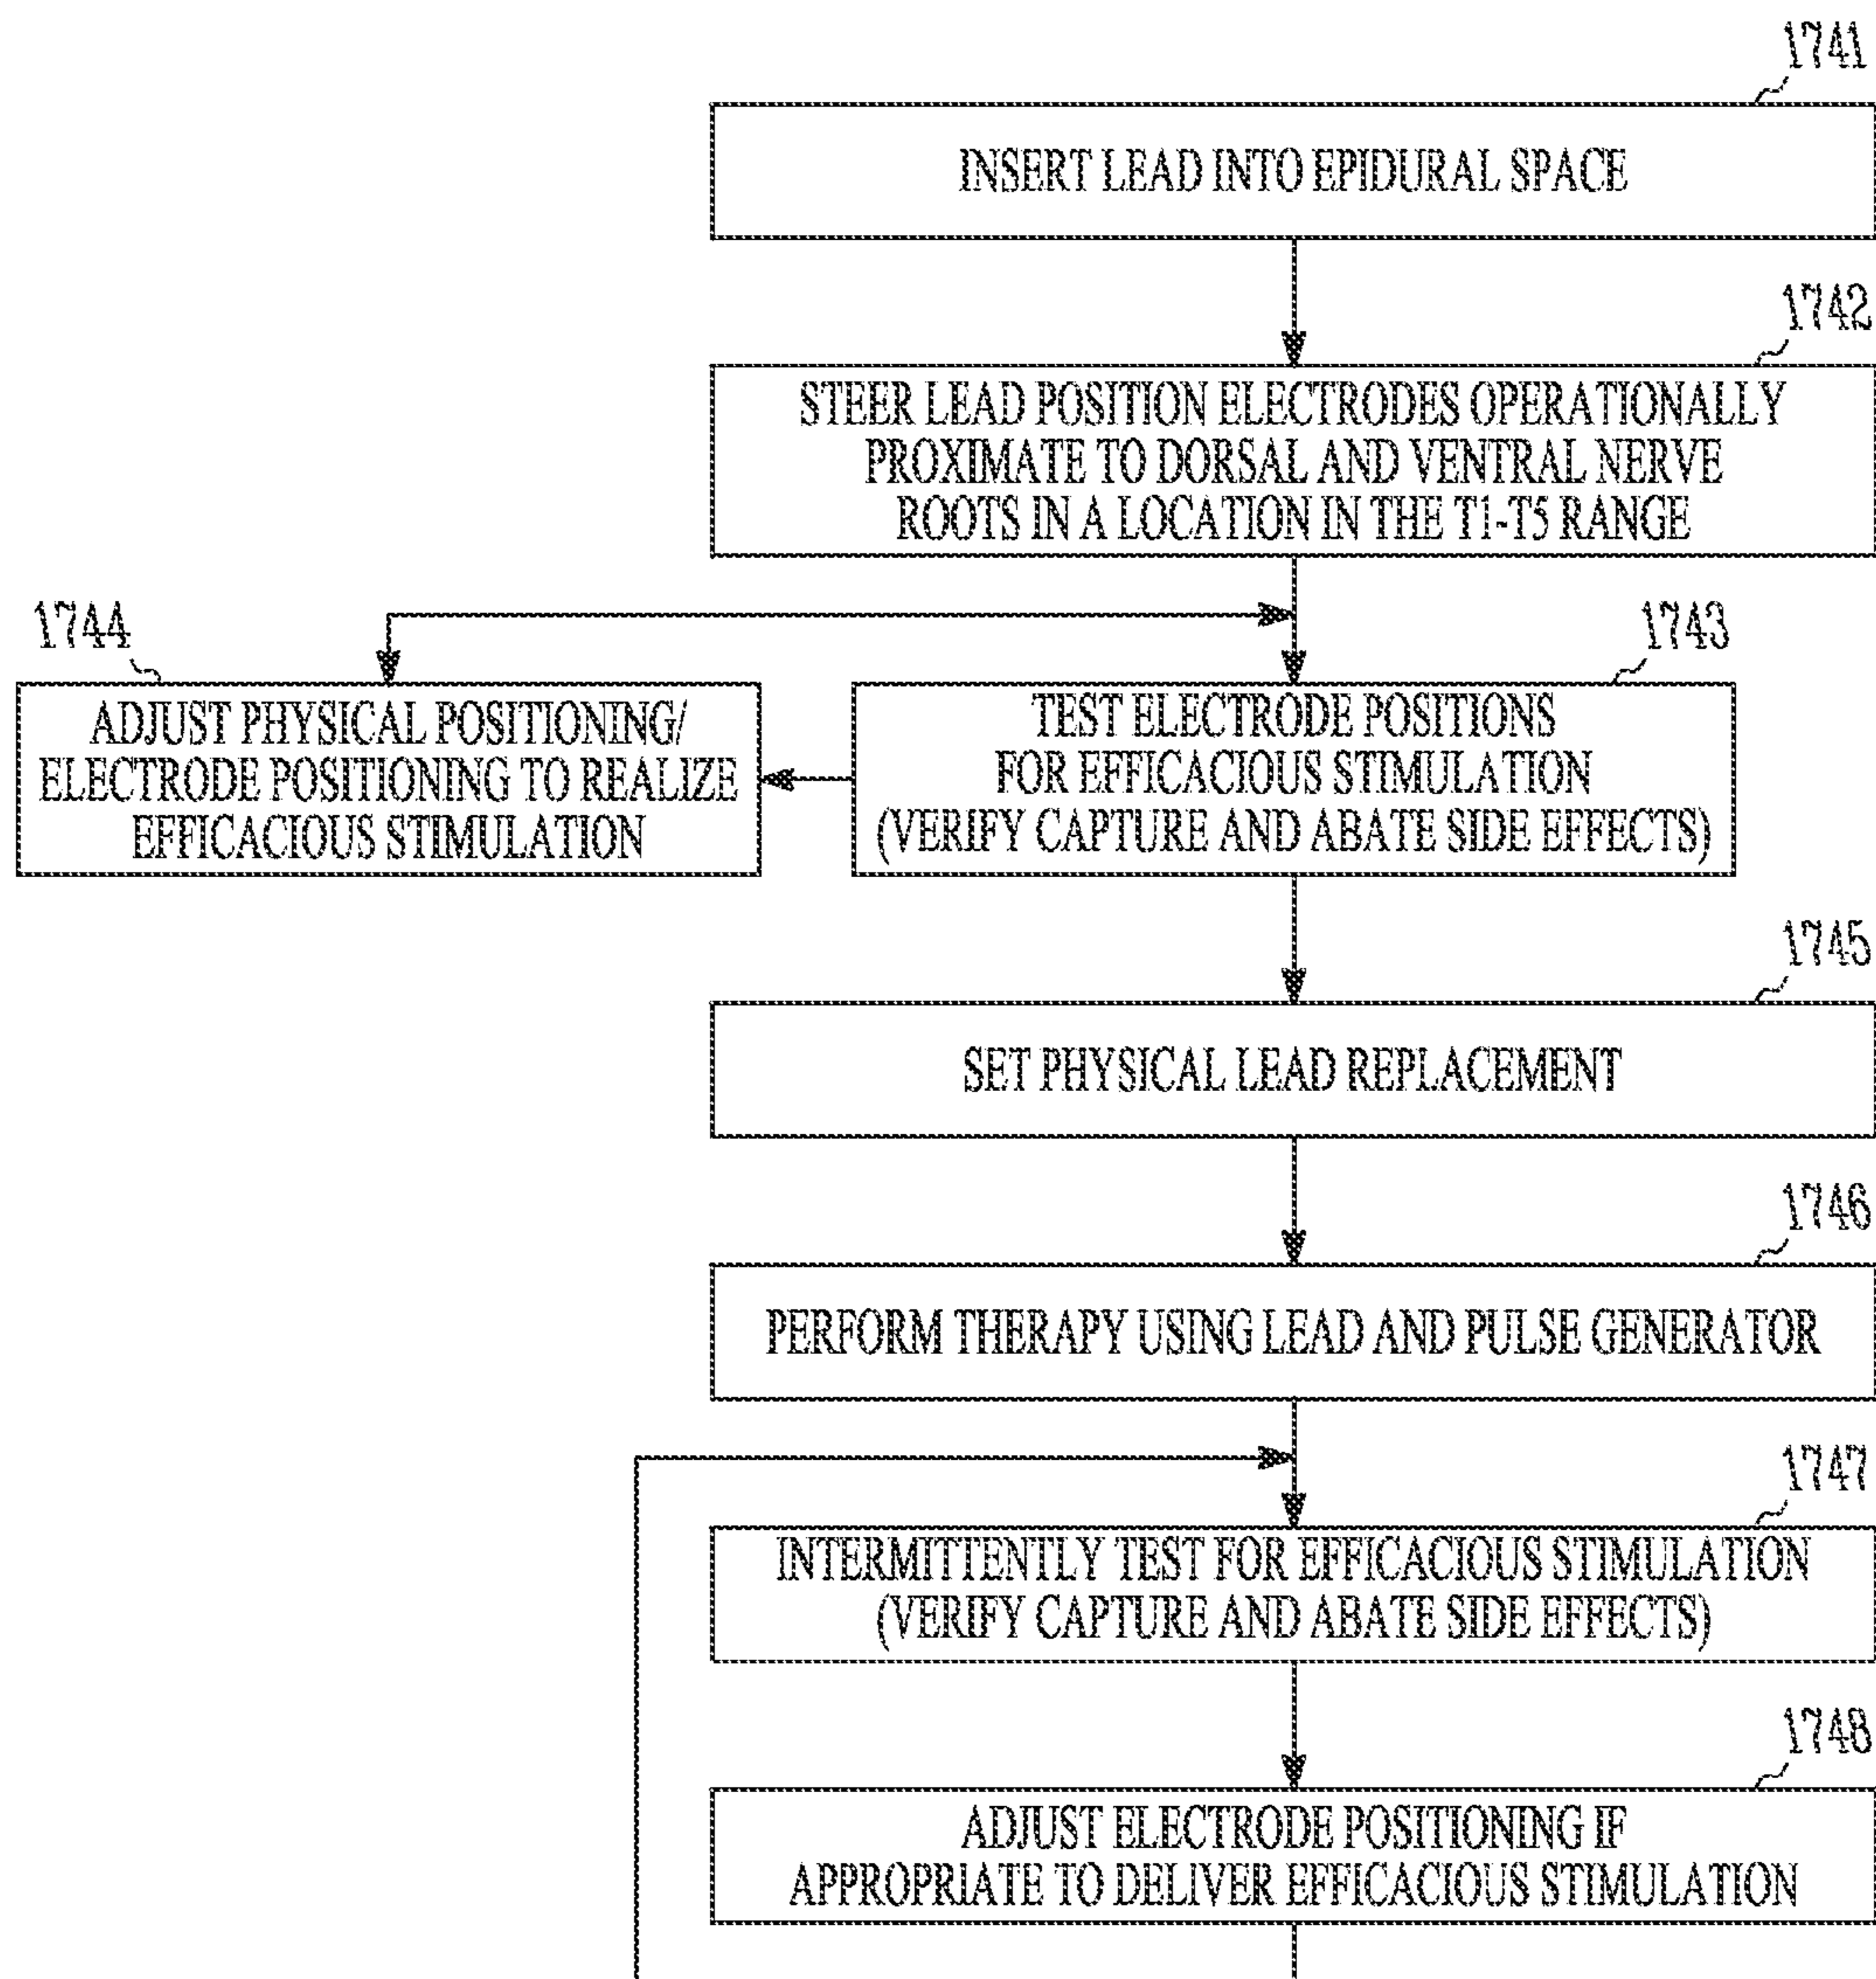 1741
INSERT LEAD INTO EPIDURAL SPACE
1742
STEER LEAD POSITION ELECTRODES OPERATIONALLY
PROXIMATE TO DORSAL AND VENTRAL NERVE
ROOTS IN A LOCATION IN THE T1-T5 RANGE
1744
ADJUST PHYSICAL POSITIONING/
ELECTRODE POSITIONING TO REALIZE
EFFICACIOUS STIMULATION
1743
TEST ELECTRODE POSITIONS
FOR EFFICACIOUS STIMULATION
(VERIFY CAPTURE AND ABATE SIDE EFFECTS)
1745
SET PHYSICAL LEAD REPLACEMENT
1746
PERFORM THERAPY USING LEAD AND PULSE GENERATOR
1747
INTERMITTENTLY TEST FOR EFFICACIOUS STIMULATION
(VERIFY CAPTURE AND ABATE SIDE EFFECTS)
1748
ADJUST ELECTRODE POSITIONING IF
APPROPRIATE TO DELIVER EFFICACIOUS STIMULATION